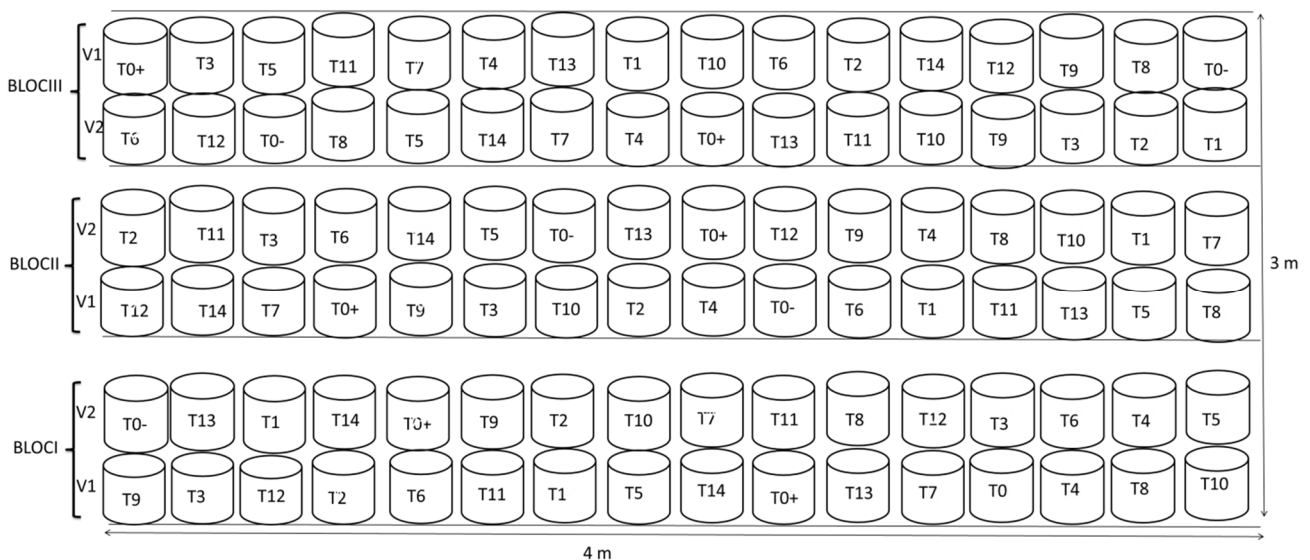 V1 T0+ T3 T5 T11 T7 T4 T13 T1 T10 T6 T2 T14 T12 T9 T8 T0-
BLOCIII
V2 T6 T12 T0- T8 T5 T14 T7 T4 T0+ T13 T11 T10 T9 T3 T2 T1
V2 T2 T11 T3 T6 T14 T5 T0- T13 T0+ T12 T9 T4 T8 T10 T1 T7
BLOCII
3 m
V1 T12 T14 T7 T0+ T9 T3 T10 T2 T4 T0- T6 T1 T11 T13 T5 T8
V2 T0- T13 T1 T14 T0+ T9 T2 T10 T7 T11 T8 T12 T3 T6 T4 T5
BLOCI
V1 T9 T3 T12 T2 T6 T11 T1 T5 T14 T0+ T13 T7 T0 T4 T8 T10
4 m